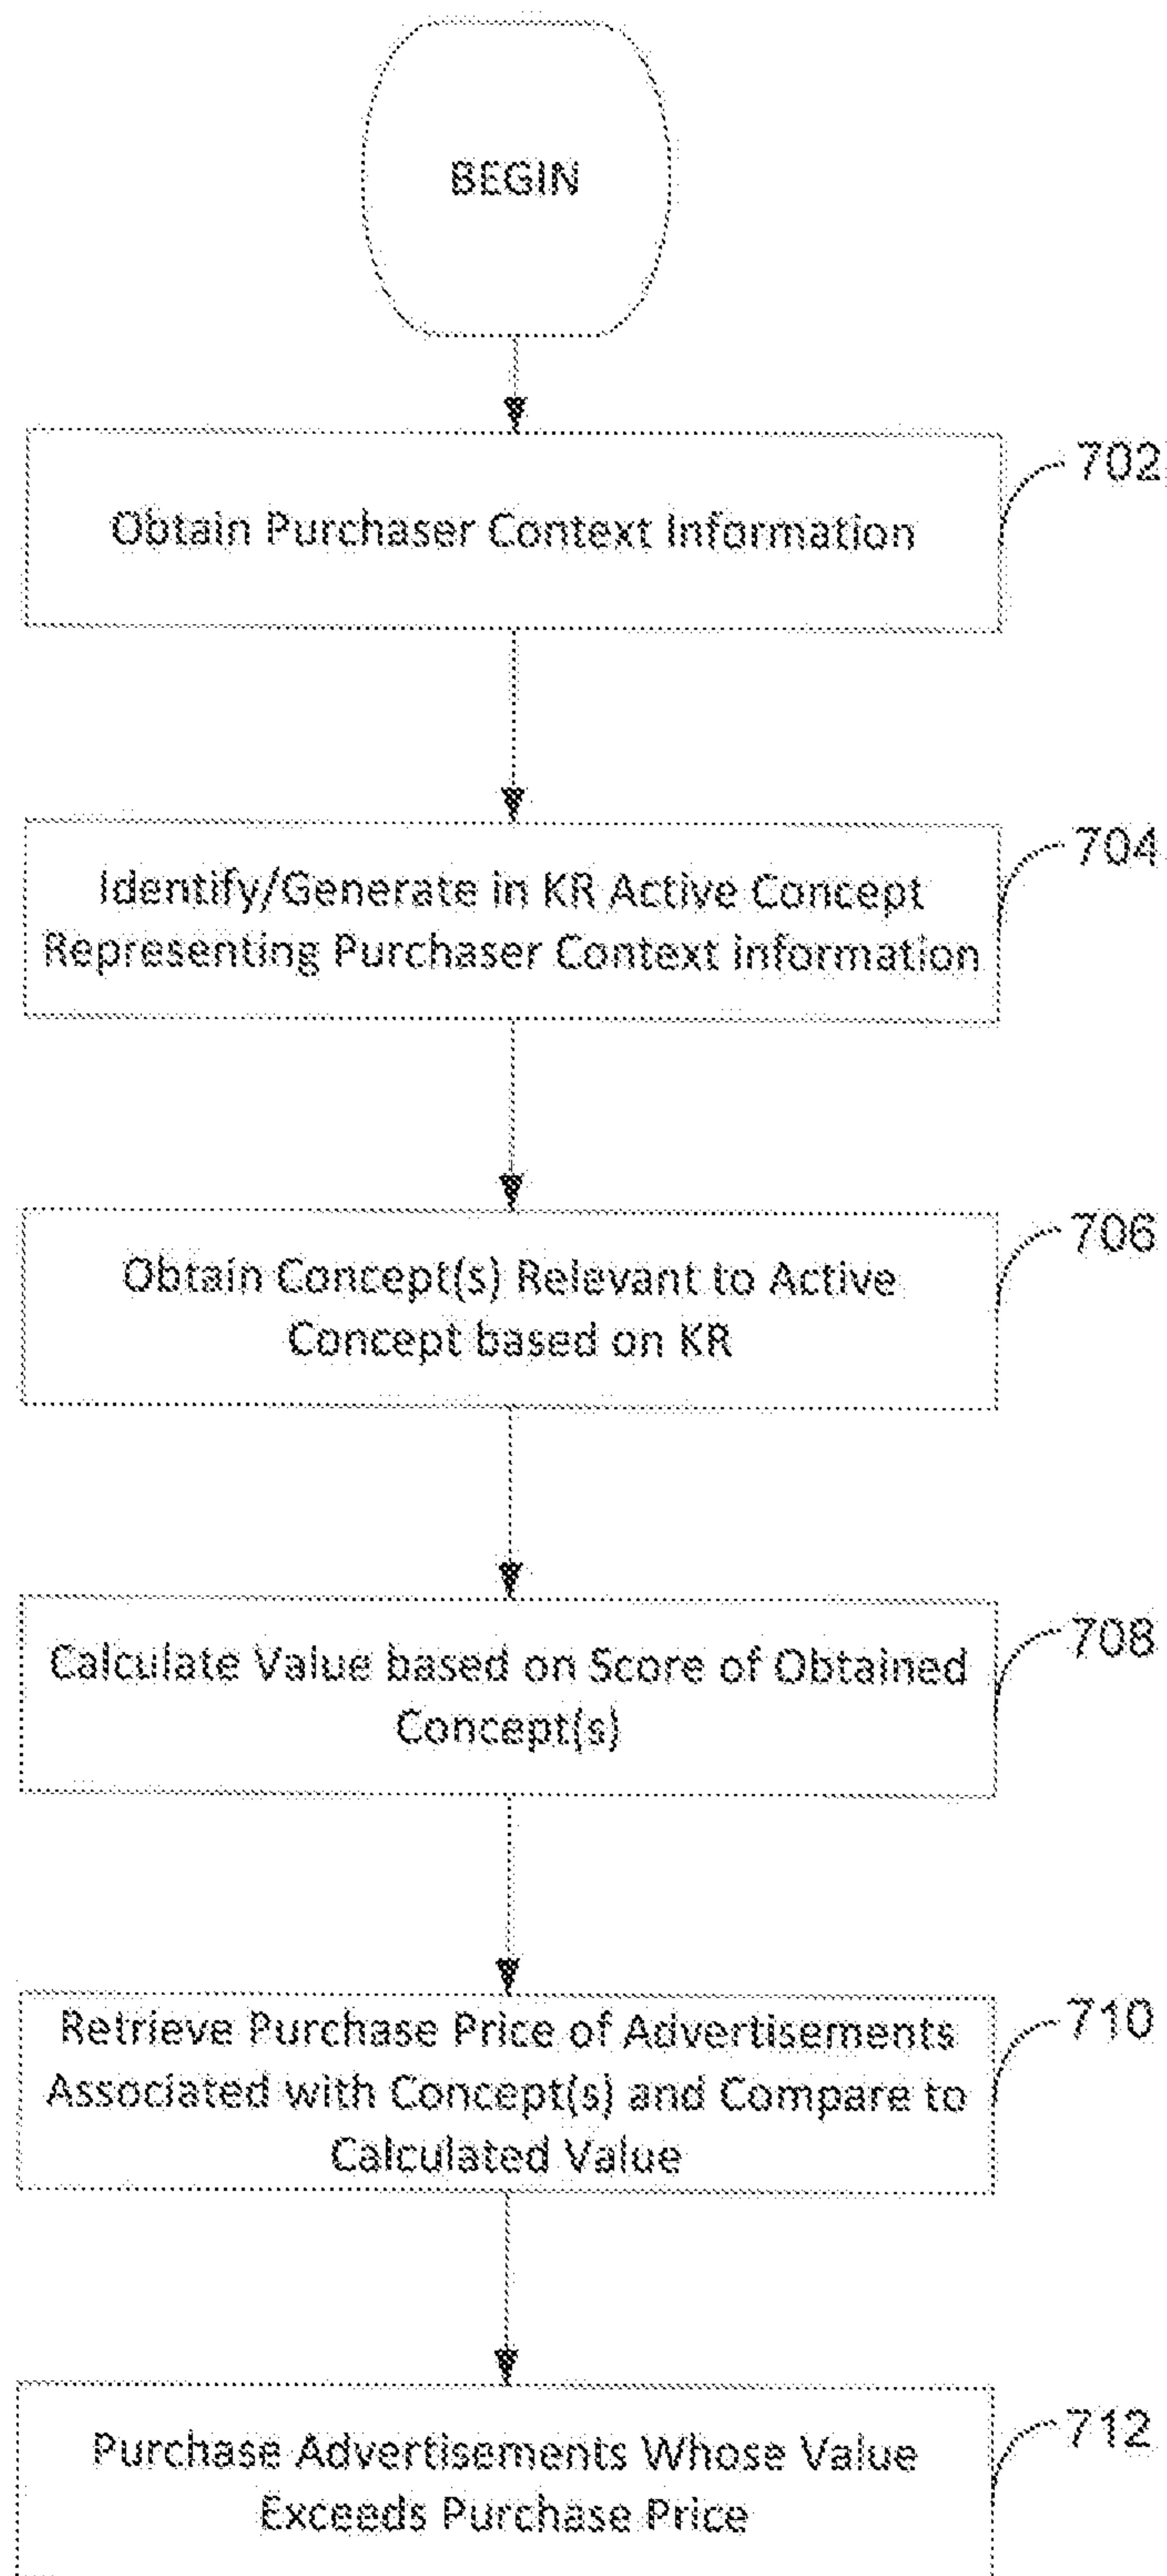 BEGIN
Obtain Purchaser Context Information
702
Identify/Generate in KR Active Concept
Representing Purchaser Context information
704
Obtain Concept(s) Relevant to Active
Concept based on KR
706
Calculate Value based on Score of Obtained
Concept(s)
708
Retrieve Purchase Price of Advertisements
Associated with Concept(s) and Compare to
Calculated Value
710
Purchase Advertisements Whose Value
Exceeds Purchase Price
712